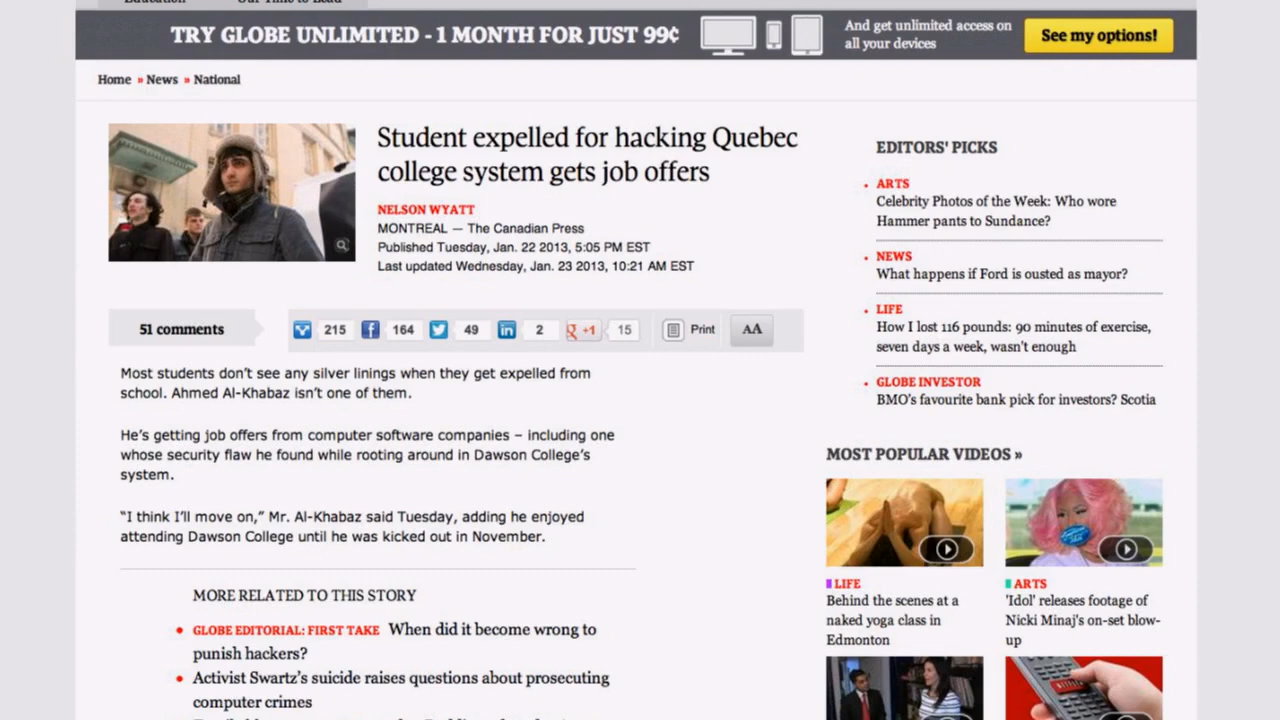 Education Our Time to Lead
TRY GLOBE UNLIMITED - 1 MONTH FOR JUST 99¢
And get unlimited access on
all your devices
See my options!
Home » News » National
Student expelled for hacking Quebec
college system gets job offers
NELSON WYATT
MONTREAL — The Canadian Press
Published Tuesday, Jan. 22 2013, 5:05 PM EST
Last updated Wednesday, Jan. 23 2013, 10:21 AM EST
51 comments
215 164 49 2 +1 15 Print AA
Most students don't see any silver linings when they get expelled from
school. Ahmed Al-Khabaz isn't one of them.
He's getting job offers from computer software companies – including one
whose security flaw he found while rooting around in Dawson College's
system.
"I think I'll move on," Mr. Al-Khabaz said Tuesday, adding he enjoyed
attending Dawson College until he was kicked out in November.
MORE RELATED TO THIS STORY
• GLOBE EDITORIAL: FIRST TAKE When did it become wrong to
punish hackers?
• Activist Swartz's suicide raises questions about prosecuting
computer crimes
EDITORS' PICKS
• ARTS
Celebrity Photos of the Week: Who wore
Hammer pants to Sundance?
• NEWS
What happens if Ford is ousted as mayor?
• LIFE
How I lost 116 pounds: 90 minutes of exercise,
seven days a week, wasn't enough
• GLOBE INVESTOR
BMO's favourite bank pick for investors? Scotia
MOST POPULAR VIDEOS »
LIFE
Behind the scenes at a
naked yoga class in
Edmonton
ARTS
'Idol' releases footage of
Nicki Minaj's on-set blow-
up
NETFLIX